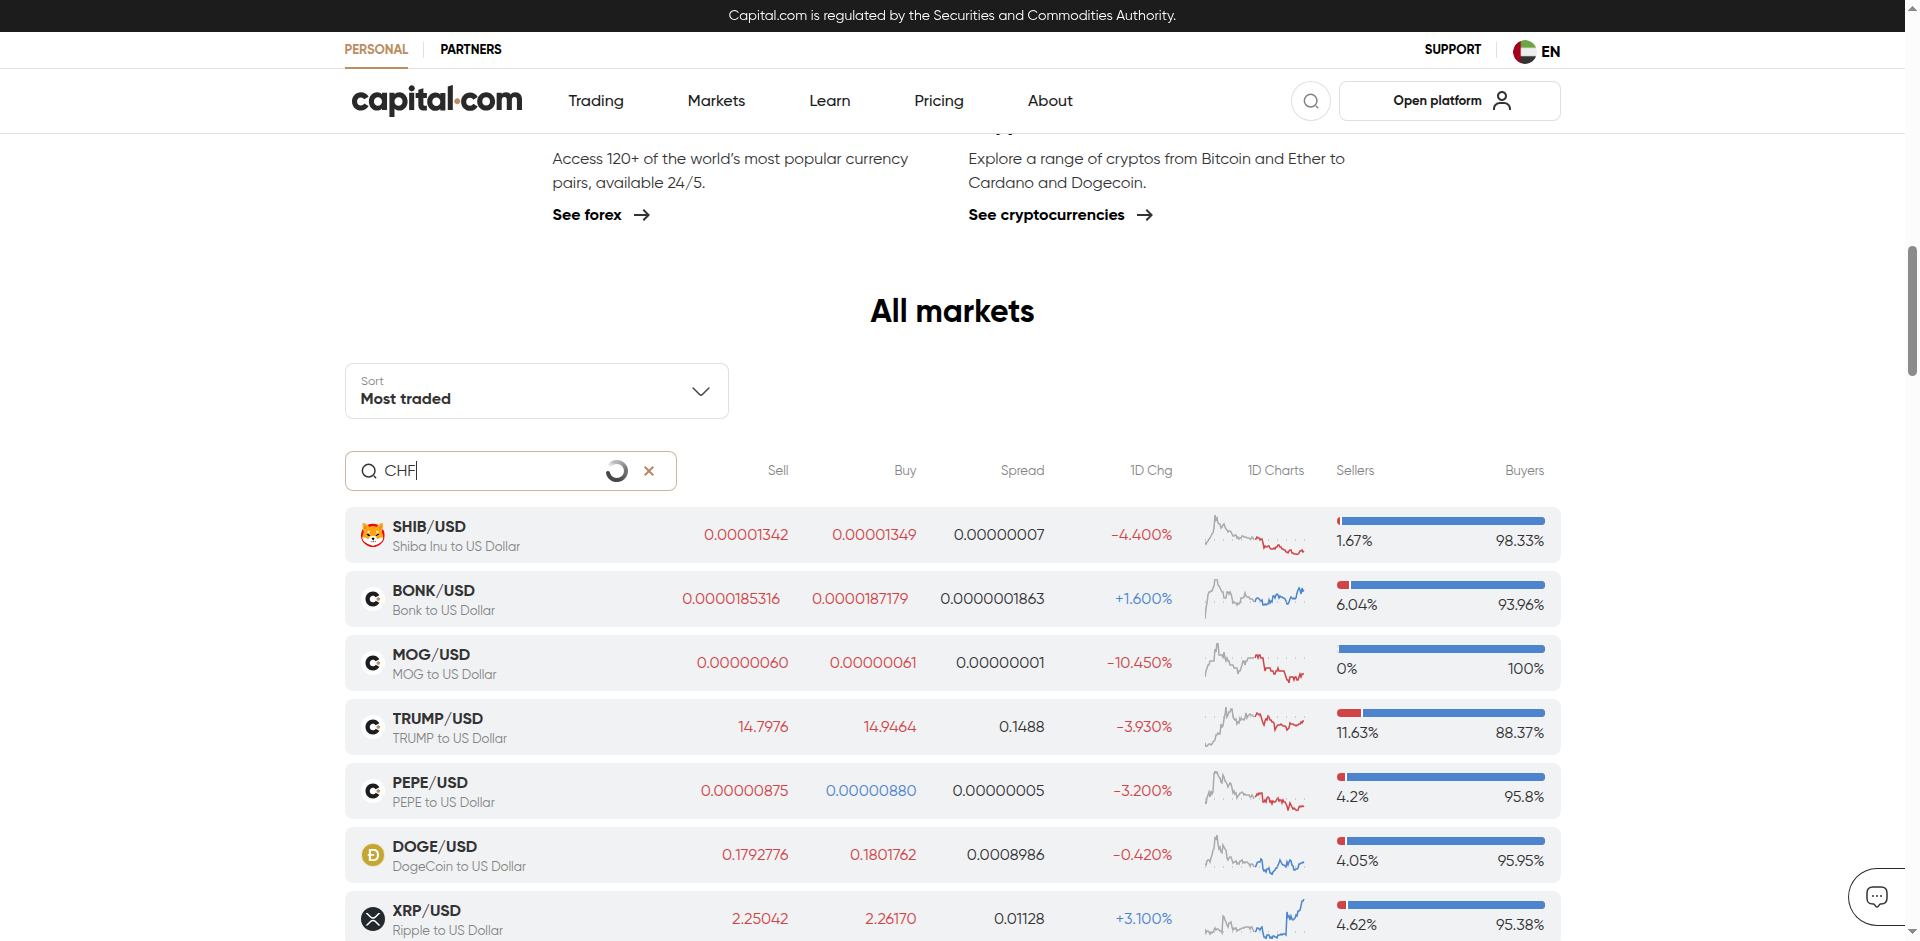 Capital.com is regulated by the Securities and Commodities Authority.
PERSONAL PARTNERS SUPPORT EN
capital.com Trading Markets Learn Pricing About Open platform
Access 120+ of the world's most popular currency
pairs, available 24/5.
See forex
Explore a range of cryptos from Bitcoin and Ether to
Cardano and Dogecoin.
See cryptocurrencies
All markets
Sort
Most traded
CHF Sell Buy Spread 1D Chg 1D Charts Sellers Buyers
SHIB/USD
Shiba Inu to US Dollar
0.00001342 0.00001349 0.00000007 -4.400% 1.67% 98.33%
BONK/USD
Bonk to US Dollar
0.0000185316 0.0000187179 0.0000001863 +1.600% 6.04% 93.96%
MOG/USD
MOG to US Dollar
0.00000060 0.00000061 0.00000001 -10.450% 0% 100%
TRUMP/USD
TRUMP to US Dollar
14.7976 14.9464 0.1488 -3.930% 11.63% 88.37%
PEPE/USD
PEPE to US Dollar
0.00000875 0.00000880 0.00000005 -3.200% 4.2% 95.8%
DOGE/USD
DogeCoin to US Dollar
0.1792776 0.1801762 0.0008986 -0.420% 4.05% 95.95%
XRP/USD
Ripple to US Dollar
2.25042 2.26170 0.01128 +3.100% 4.62% 95.38%